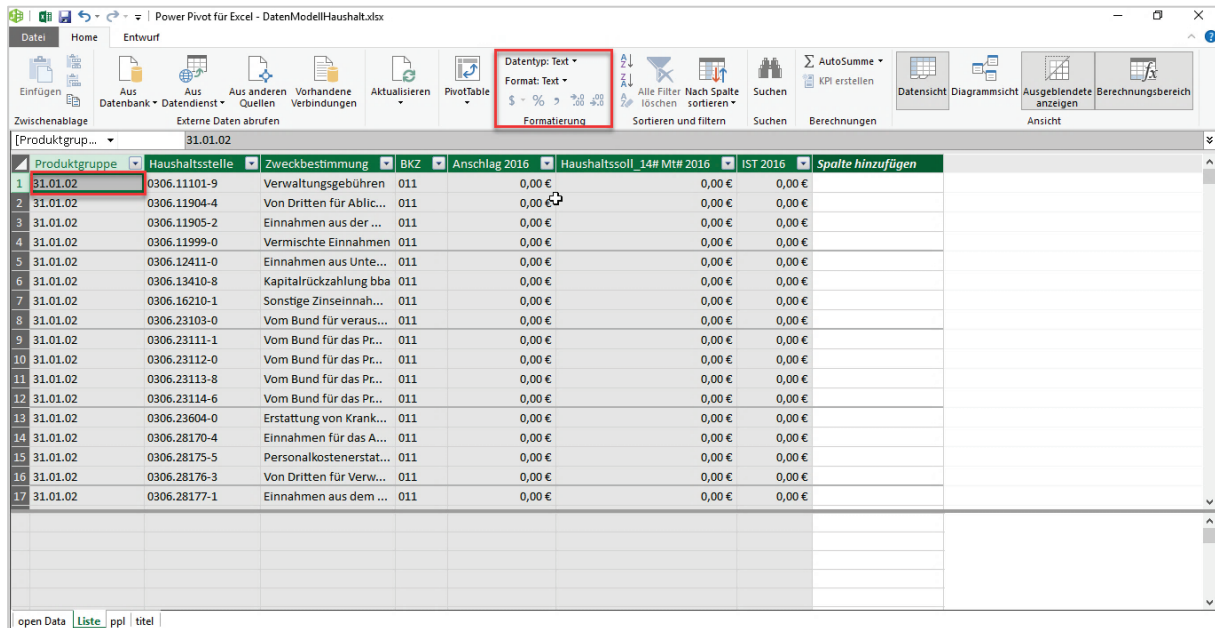 Power Pivot für Excel - DatenModellHaushalt.xlsx
Datei Home Entwurf
Einfügen
Aus Datenbank
Aus Datendienst
Aus anderen Quellen
Vorhandene Verbindungen
Aktualisieren
PivotTable
Datentyp: Text
Format: Text
$ % , .00 .00
Alle Filter löschen
Nach Spalte sortieren
Suchen
AutoSumme
KPI erstellen
Datensicht
Diagrammsicht
Ausgeblendete anzeigen
Berechnungsbereich
Zwischenablage Externe Daten abrufen Formatierung Sortieren und filtern Suchen Berechnungen Ansicht
[Produktgrup... 31.01.02
Produktgruppe Haushaltsstelle Zweckbestimmung BKZ Anschlag 2016 Haushaltssoll_14# Mt# 2016 IST 2016 Spalte hinzufügen
1 31.01.02 0306.11101-9 Verwaltungsgebühren 011 0,00 € 0,00 € 0,00 €
2 31.01.02 0306.11904-4 Von Dritten für Ablic... 011 0,00 € 0,00 € 0,00 €
3 31.01.02 0306.11905-2 Einnahmen aus der ... 011 0,00 € 0,00 € 0,00 €
4 31.01.02 0306.11999-0 Vermischte Einnahmen 011 0,00 € 0,00 € 0,00 €
5 31.01.02 0306.12411-0 Einnahmen aus Unte... 011 0,00 € 0,00 € 0,00 €
6 31.01.02 0306.13410-8 Kapitalrückzahlung bba 011 0,00 € 0,00 € 0,00 €
7 31.01.02 0306.16210-1 Sonstige Zinseinnah... 011 0,00 € 0,00 € 0,00 €
8 31.01.02 0306.23103-0 Vom Bund für veraus... 011 0,00 € 0,00 € 0,00 €
9 31.01.02 0306.23111-1 Vom Bund für das Pr... 011 0,00 € 0,00 € 0,00 €
10 31.01.02 0306.23112-0 Vom Bund für das Pr... 011 0,00 € 0,00 € 0,00 €
11 31.01.02 0306.23113-8 Vom Bund für das Pr... 011 0,00 € 0,00 € 0,00 €
12 31.01.02 0306.23114-6 Vom Bund für das Pr... 011 0,00 € 0,00 € 0,00 €
13 31.01.02 0306.23604-0 Erstattung von Krank... 011 0,00 € 0,00 € 0,00 €
14 31.01.02 0306.28170-4 Einnahmen für das A... 011 0,00 € 0,00 € 0,00 €
15 31.01.02 0306.28175-5 Personalkostenerstat... 011 0,00 € 0,00 € 0,00 €
16 31.01.02 0306.28176-3 Von Dritten für Verw... 011 0,00 € 0,00 € 0,00 €
17 31.01.02 0306.28177-1 Einnahmen aus dem ... 011 0,00 € 0,00 € 0,00 €
open Data Liste ppl titel